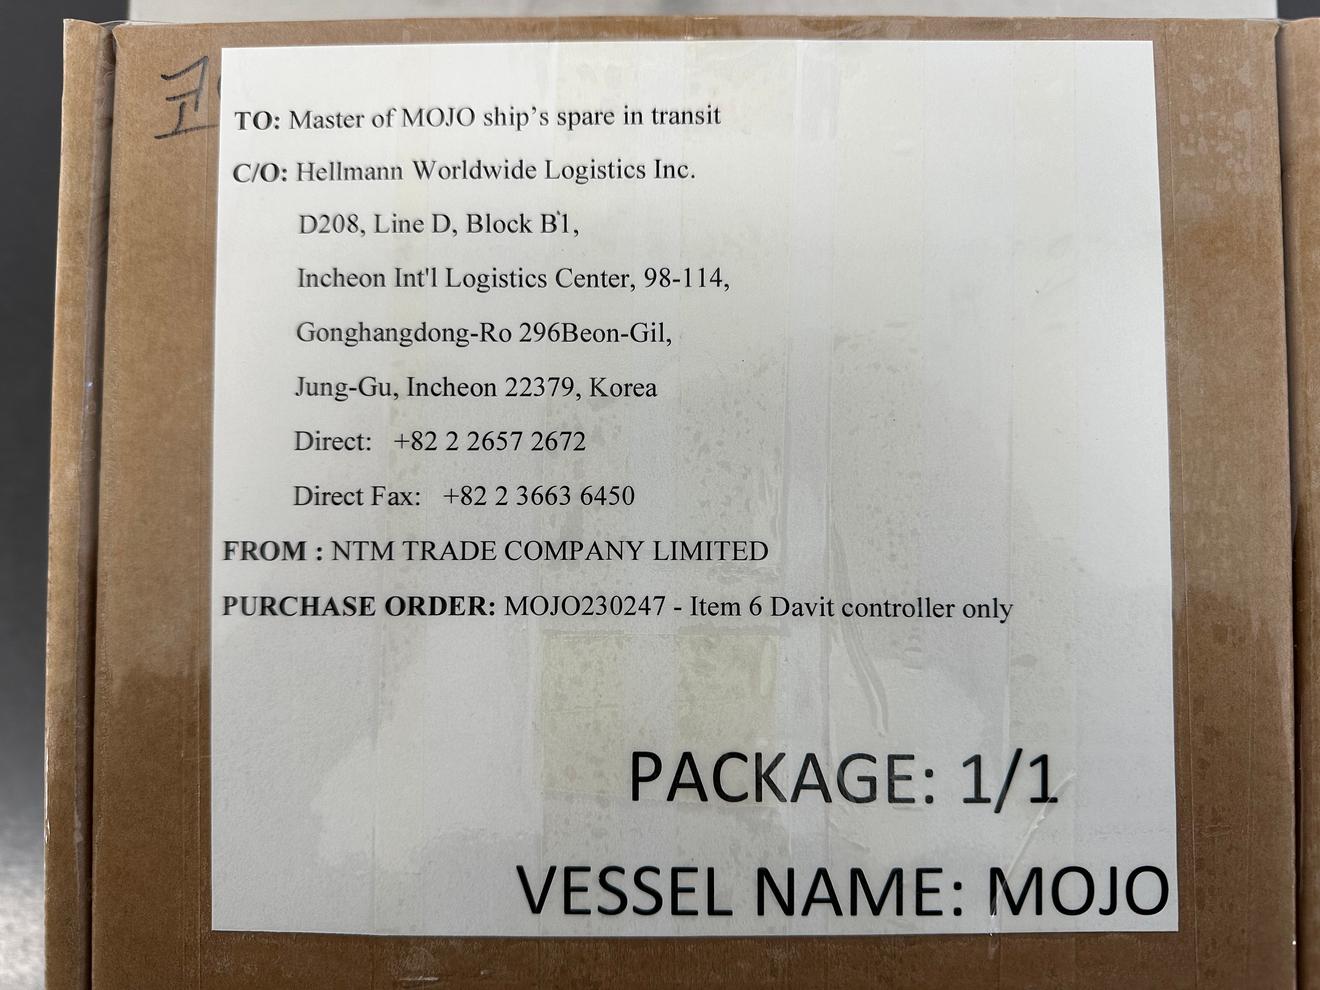 TO: Master of MOJO ship’s spare in transit
C/O: Hellmann Worldwide Logistics Inc.
D208, Line D, Block B1,
Incheon Int'l Logistics Center, 98-114,
Gonghangdong-Ro 296Beon-Gil,
Jung-Gu, Incheon 22379, Korea
Direct: +82 2 2657 2672
Direct Fax: +82 2 3663 6450
FROM : NTM TRADE COMPANY LIMITED
PURCHASE ORDER: MOJO230247 - Item 6 Davit controller only
PACKAGE: 1/1
VESSEL NAME: MOJO